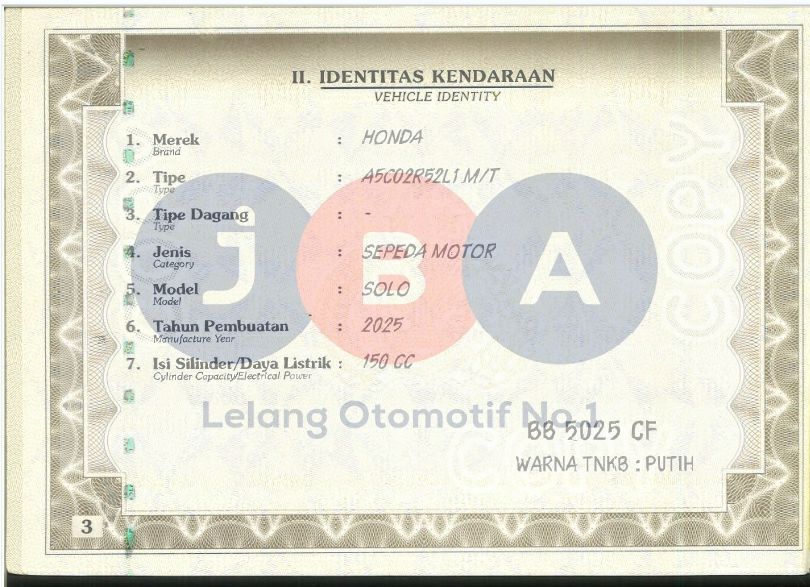 II. IDENTITAS KENDARAAN
VEHICLE IDENTITY
1. Merek : HONDA
Brand
2. Tipe : A5C02R52L1 M/T
Type
3. Tipe Dagang : -
Type
4. Jenis : SEPEDA MOTOR
Category
5. Model : SOLO
Model
6. Tahun Pembuatan : 2025
Manufacture Year
7. Isi Silinder/Daya Listrik : 150 CC
Cylinder Capacity/Electrical Power
jBA
Lelang Otomotif No.1
BB 5025 CF
WARNA TNKB : PUTIH
3
COPY